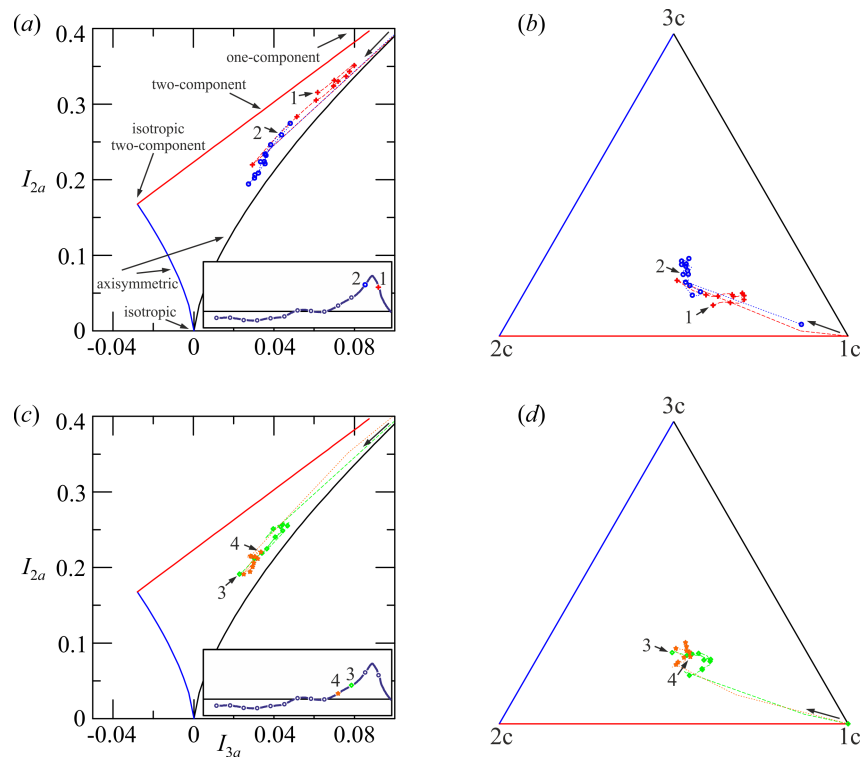 (a)
0.4
0.3
0.2
0.1
0
I2a
one-component
two-component
isotropic
two-component
axisymmetric
isotropic
1
2
2 1
-0.04 0 0.04 0.08
(b)
3c
2
1
2c 1c
(c)
0.4
0.3
0.2
0.1
0
I2a
4
3
4 3
-0.04 0 0.04 0.08
I3a
(d)
3c
3
4
2c 1c